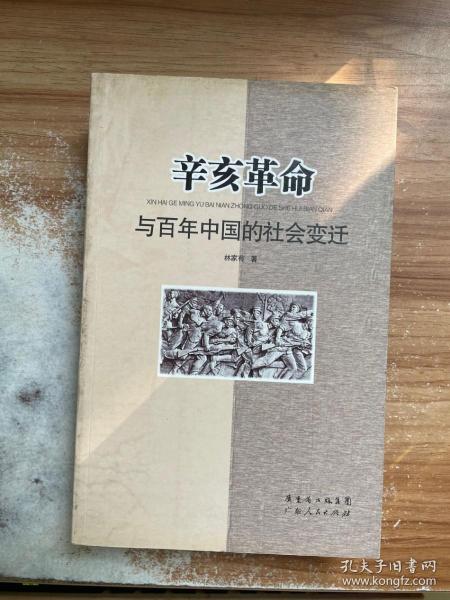 辛亥革命
XIN HAI GE MING YU BAI NIAN ZHONG GUO DE SHE HUI BIAN QIAN
与百年中国的社会变迁
林家有 著
广东省出版集团
广东人民出版社
孔夫子旧书网
www.kongfz.com